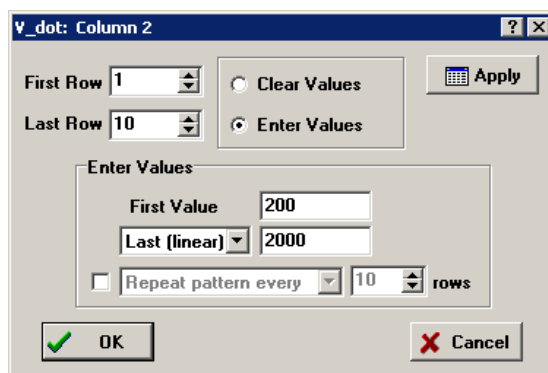 V_dot: Column 2
First Row 1
Clear Values
Apply
Last Row 10
Enter Values
Enter Values
First Value 200
Last (linear) 2000
Repeat pattern every 10 rows
OK
Cancel